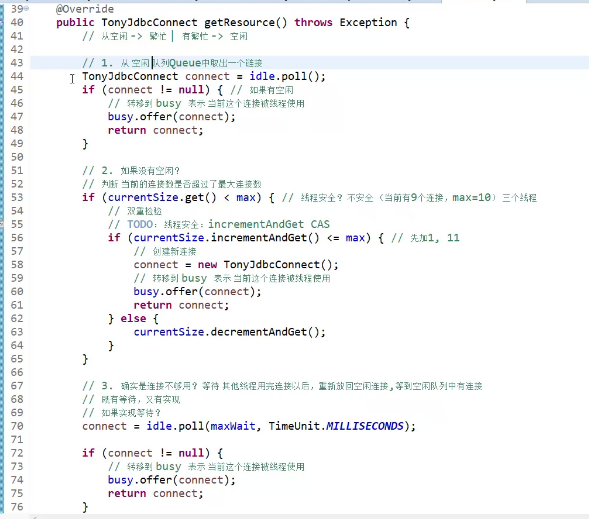 39 @Override
40 public TonyJdbcConnect getResource() throws Exception {
41 // 从空闲 -> 繁忙 | 有繁忙 -> 空闲
42
43 // 1. 从 空闲 队列Queue中取出一个链接
44 TonyJdbcConnect connect = idle.poll();
45 if (connect != null) { // 如果有空闲
46 // 转移到 busy 表示 当前这个连接被线程使用
47 busy.offer(connect);
48 return connect;
49 }
50
51 // 2. 如果没有空闲?
52 // 判断 当前的连接数是否超过了最大连接数
53 if (currentSize.get() < max) { // 线程安全? 不安全 (当前有9个连接, max=10) 三个线程
54 // 双重检验
55 // TODO: 线程安全: incrementAndGet CAS
56 if (currentSize.incrementAndGet() <= max) { // 先加1, 11
57 // 创建新连接
58 connect = new TonyJdbcConnect();
59 // 转移到 busy 表示 当前这个连接被线程使用
60 busy.offer(connect);
61 return connect;
62 } else {
63 currentSize.decrementAndGet();
64 }
65 }
66
67 // 3. 确实是连接不够用? 等待 其他线程用完连接以后, 重新放回空闲连接, 等到空闲队列中有连接
68 // 既有等待, 又有实现
69 // 如果实现等待?
70 connect = idle.poll(maxWait, TimeUnit.MILLISECONDS);
71
72 if (connect != null) {
73 // 转移到 busy 表示 当前这个连接被线程使用
74 busy.offer(connect);
75 return connect;
76 }